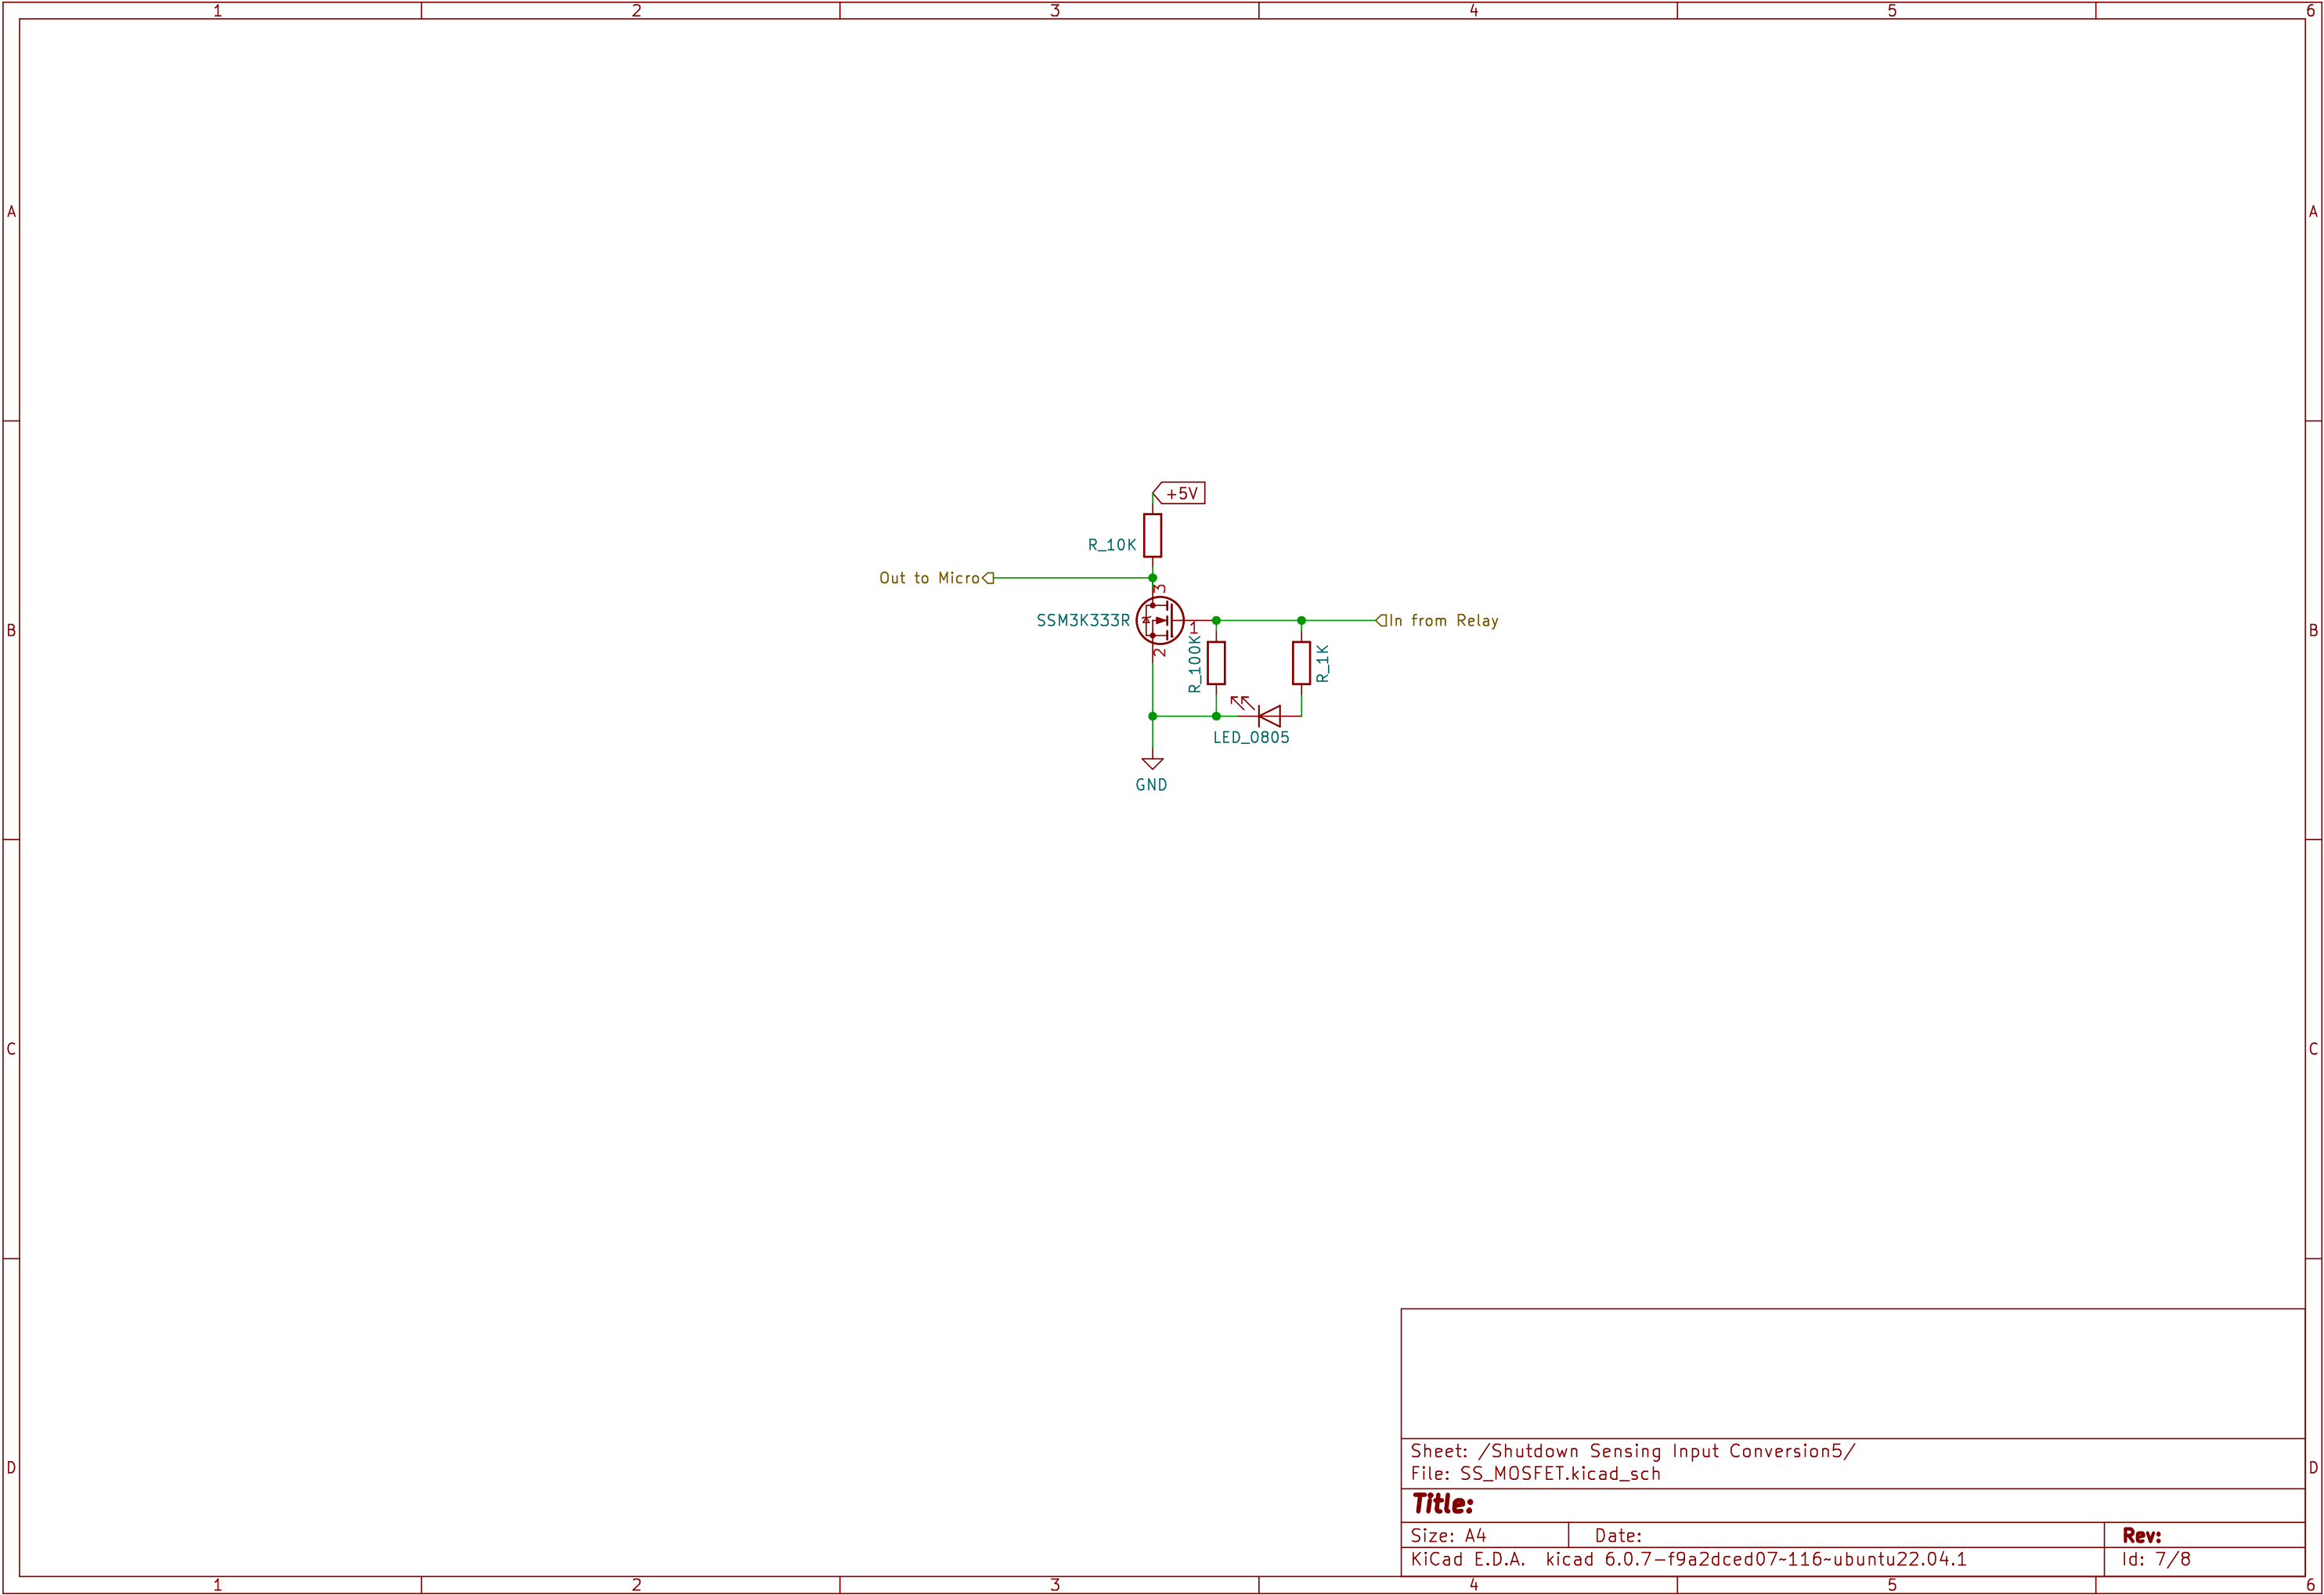 1 2 3 4 5 6
A A
+5V
R_10K
Out to Micro
3
SSM3K333R
1
In from Relay
B B
2
R_100K
R_1K
LED_0805
GND
C C
Sheet: /Shutdown Sensing Input Conversion5/
File: SS_MOSFET.kicad_sch
D D
Title:
Size: A4 Date: Rev:
KiCad E.D.A. kicad 6.0.7-f9a2dced07~116~ubuntu22.04.1 Id: 7/8
1 2 3 4 5 6